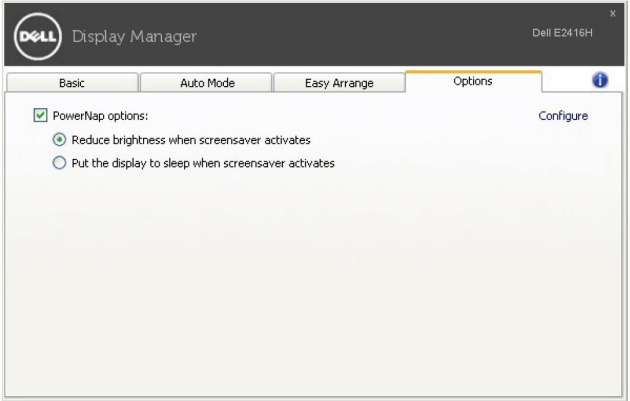 x
DELL Display Manager Dell E2416H
Basic Auto Mode Easy Arrange Options i
PowerNap options: Configure
Reduce brightness when screensaver activates
Put the display to sleep when screensaver activates